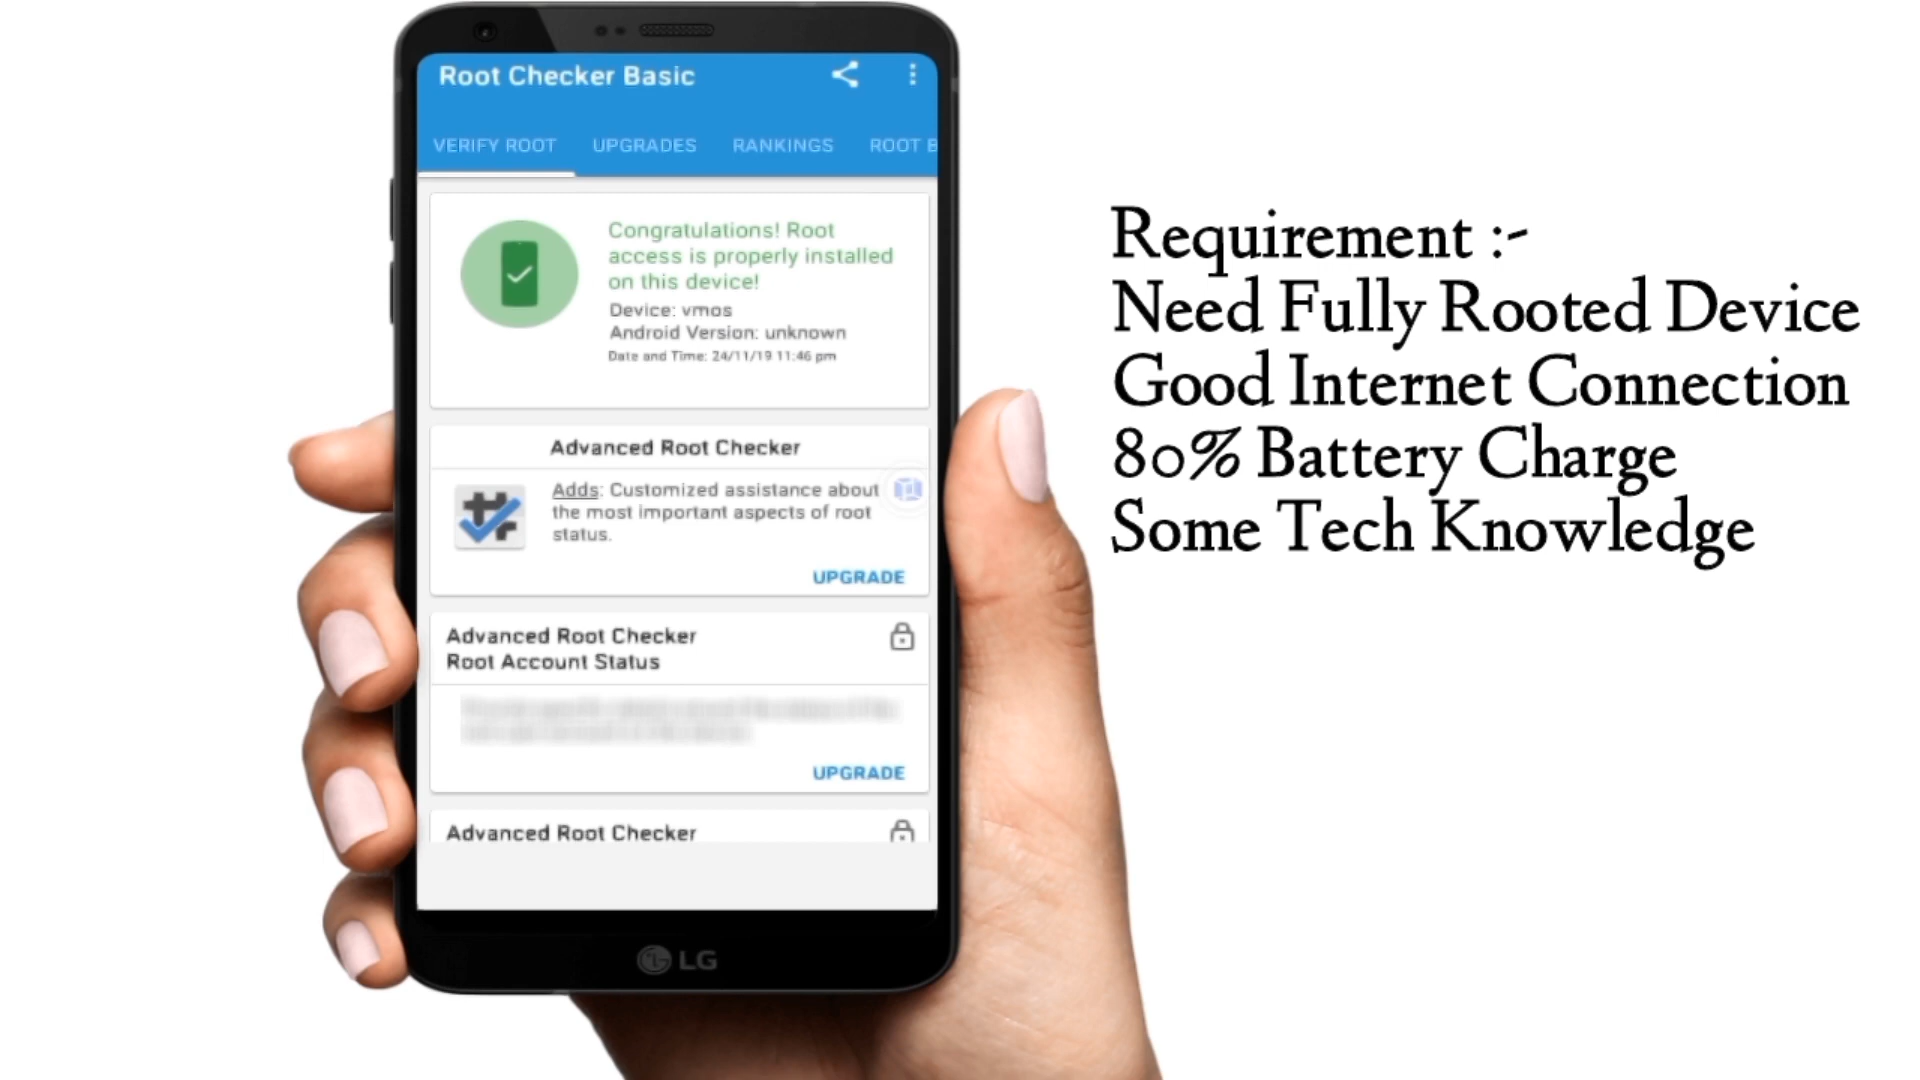 Root Checker Basic
VERIFY ROOT UPGRADES RANKINGS ROOT B
Congratulations! Root
access is properly installed
on this device!
Device: vmos
Android Version: unknown
Date and Time: 24/11/19 11:46 pm
Advanced Root Checker
Adds: Customized assistance about
the most important aspects of root
status.
UPGRADE
Advanced Root Checker
Root Account Status
UPGRADE
Advanced Root Checker
LG
Requirement :-
Need Fully Rooted Device
Good Internet Connection
80% Battery Charge
Some Tech Knowledge